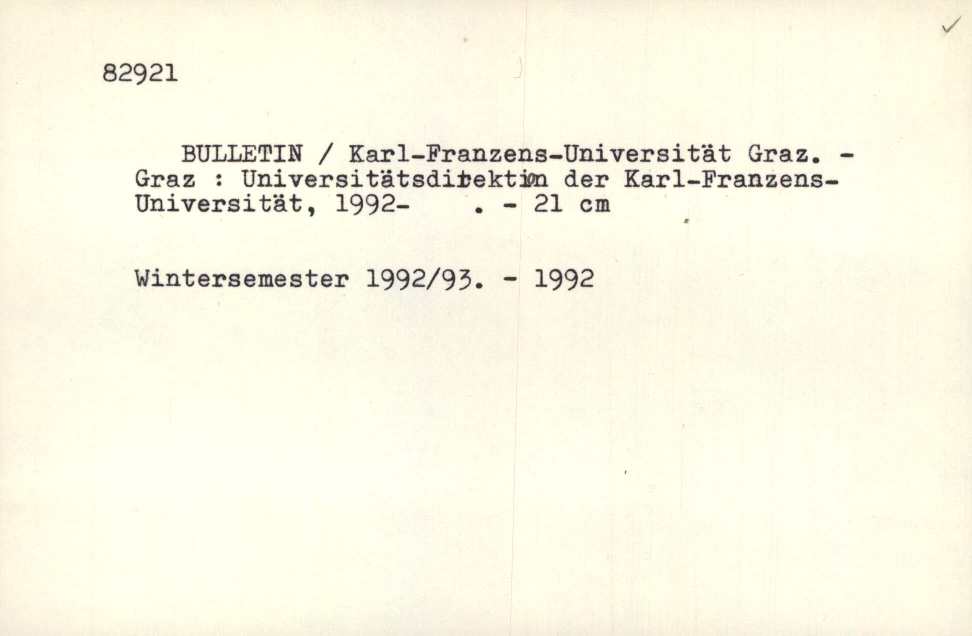 82921
BULLETIN / Karl-Franzens-Universität Graz. -
Graz : Universitätsdirektion der Karl-Franzens-
Universität, 1992-    . - 21 cm
Wintersemester 1992/93. - 1992